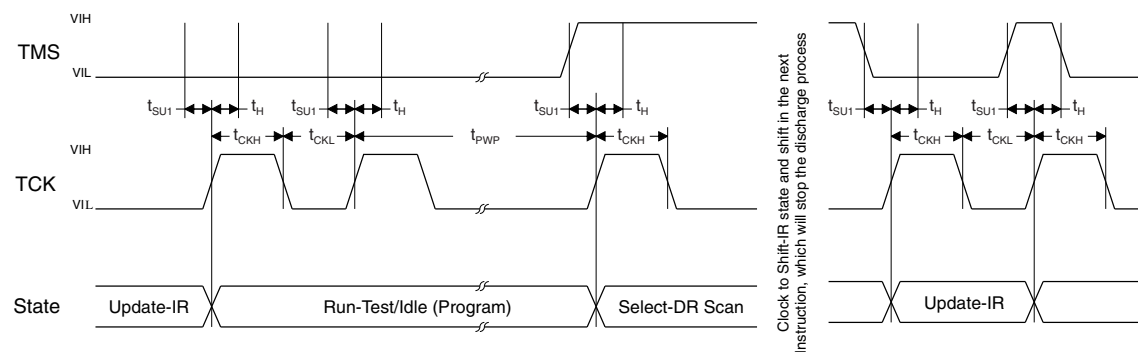 VIH
TMS
VIL
tSU1 tH tSU1 tH tSU1 tH tSU1 tH tSU1 tH
tCKH tCKL tPWP tCKH tCKH tCKL tCKH
VIH
TCK
VIL
State
Update-IR
Run-Test/Idle (Program)
Select-DR Scan
Clock to Shift-IR state and shift in the next
Instruction, which will stop the discharge process
Update-IR